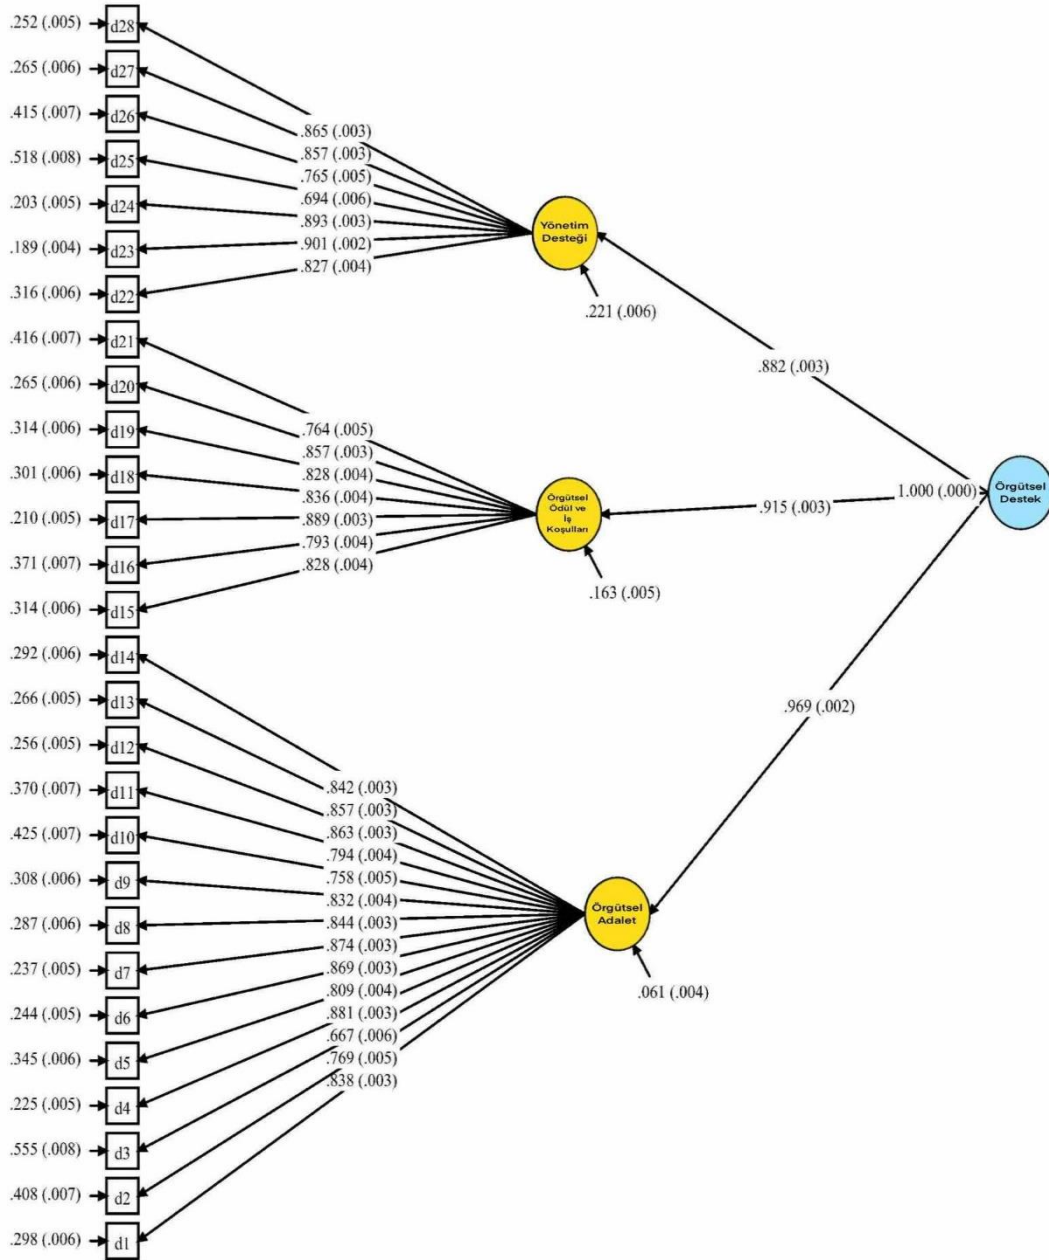 .252 (.005) d28
.265 (.006) d27
.415 (.007) d26
.518 (.008) d25
.203 (.005) d24
.189 (.004) d23
.316 (.006) d22
.416 (.007) d21
.265 (.006) d20
.314 (.006) d19
.301 (.006) d18
.210 (.005) d17
.371 (.007) d16
.314 (.006) d15
.292 (.006) d14
.266 (.005) d13
.256 (.005) d12
.370 (.007) d11
.425 (.007) d10
.308 (.006) d9
.287 (.006) d8
.237 (.005) d7
.244 (.005) d6
.345 (.006) d5
.225 (.005) d4
.555 (.008) d3
.408 (.007) d2
.298 (.006) d1
.865 (.003)
.857 (.003)
.765 (.005)
.694 (.006)
.893 (.003)
.901 (.002)
.827 (.004)
.764 (.005)
.857 (.003)
.828 (.004)
.836 (.004)
.889 (.003)
.793 (.004)
.828 (.004)
.842 (.003)
.857 (.003)
.863 (.003)
.794 (.004)
.758 (.005)
.832 (.004)
.844 (.003)
.874 (.003)
.869 (.003)
.809 (.004)
.881 (.003)
.667 (.006)
.769 (.005)
.838 (.003)
Yönetim
Desteği
.221 (.006)
Örgütsel
Ödül ve
İş
Koşulları
.163 (.005)
Örgütsel
Adalet
.061 (.004)
.882 (.003)
.915 (.003)
.969 (.002)
1.000 (.000)
Örgütsel
Destek